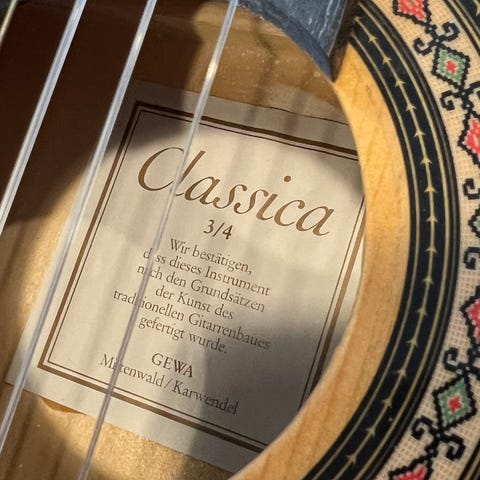 Classica
3/4
Wir bestätigen,
dass dieses Instrument
nach den Grundsätzen
der Kunst des
traditionellen Gitarrenbaues
gefertigt wurde.
GEWA
Mittenwald/Karwendel